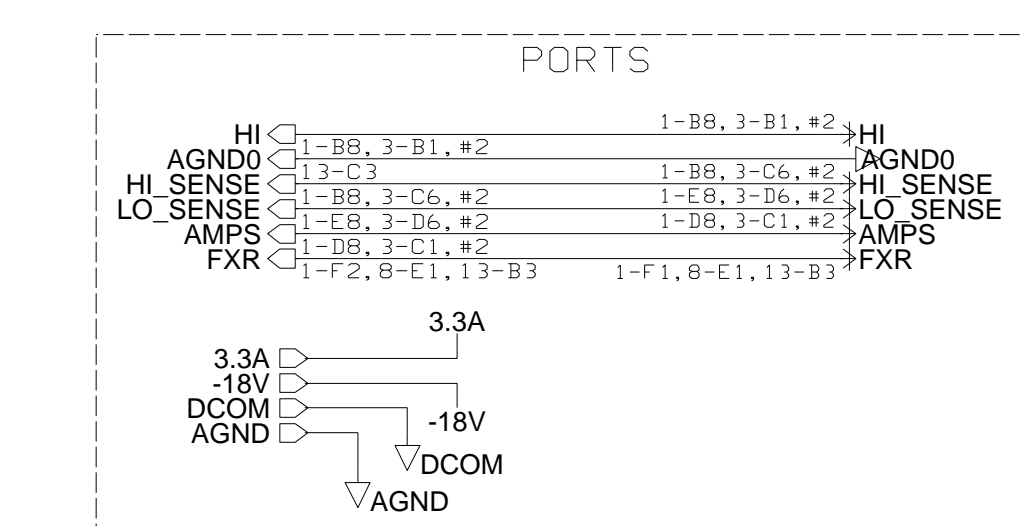 PORTS
HI 1-B8,3-B1,#2 HI
1-B8,3-B1,#2
AGND0 AGND0
13-C3 1-B8,3-C6,#2
HI_SENSE HI_SENSE
1-B8,3-C6,#2 1-E8,3-D6,#2
LO_SENSE LO_SENSE
1-E8,3-D6,#2 1-D8,3-C1,#2
AMPS AMPS
1-D8,3-C1,#2
FXR FXR
1-F2,8-E1,13-B3 1-F1,8-E1,13-B3
3.3A
3.3A
-18V
DCOM -18V
AGND
DCOM
AGND